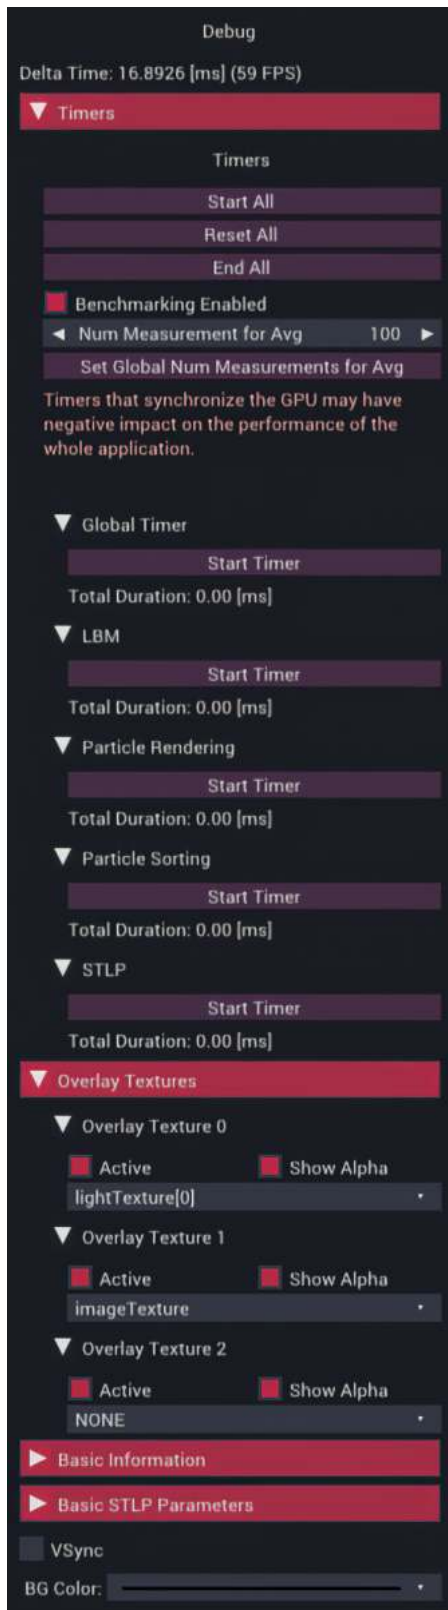 Debug
Delta Time: 16.8926 [ms] (59 FPS)
Timers
Timers
Start All
Reset All
End All
Benchmarking Enabled
Num Measurement for Avg 100
Set Global Num Measurements for Avg
Timers that synchronize the GPU may have
negative impact on the performance of the
whole application.
Global Timer
Start Timer
Total Duration: 0.00 [ms]
LBM
Start Timer
Total Duration: 0.00 [ms]
Particle Rendering
Start Timer
Total Duration: 0.00 [ms]
Particle Sorting
Start Timer
Total Duration: 0.00 [ms]
STLP
Start Timer
Total Duration: 0.00 [ms]
Overlay Textures
Overlay Texture 0
Active Show Alpha
lightTexture[0]
Overlay Texture 1
Active Show Alpha
imageTexture
Overlay Texture 2
Active Show Alpha
NONE
Basic Information
Basic STLP Parameters
VSync
BG Color: